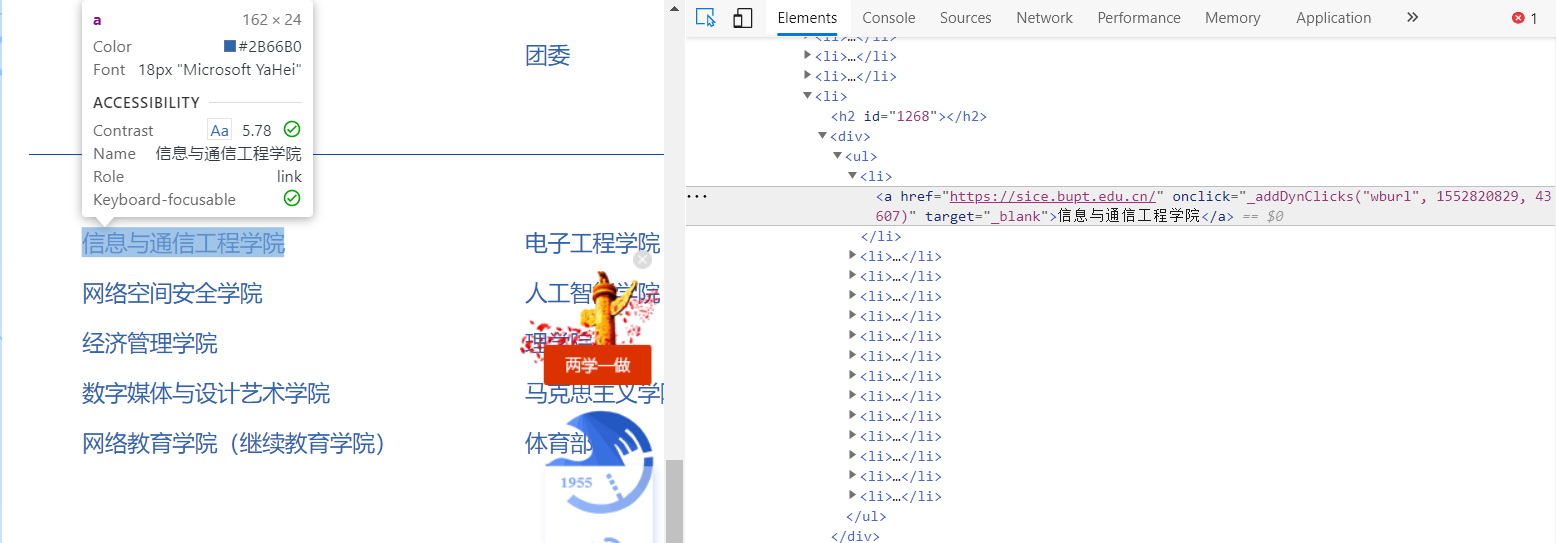 a 162 × 24
Color #2B66B0
Font 18px "Microsoft YaHei"
ACCESSIBILITY
Contrast Aa 5.78
Name 信息与通信工程学院
Role link
Keyboard-focusable
团委
信息与通信工程学院 电子工程学院
网络空间安全学院 人工智能学院
经济管理学院 理学院
两学一做
数字媒体与设计艺术学院 马克思主义学
网络教育学院（继续教育学院） 体育部
1955
Elements Console Sources Network Performance Memory Application 1
<li>…</li>
<li>…</li>
<li>…</li>
<li>
<h2 id="1268"></h2>
<div>
<ul>
<li>
<a href="https://sice.bupt.edu.cn/" onclick="_addDynClicks("wburl", 1552820829, 43
607)" target="_blank">信息与通信工程学院</a> == $0
</li>
<li>…</li>
<li>…</li>
<li>…</li>
<li>…</li>
<li>…</li>
<li>…</li>
<li>…</li>
<li>…</li>
<li>…</li>
<li>…</li>
<li>…</li>
<li>…</li>
<li>…</li>
</ul>
</div>